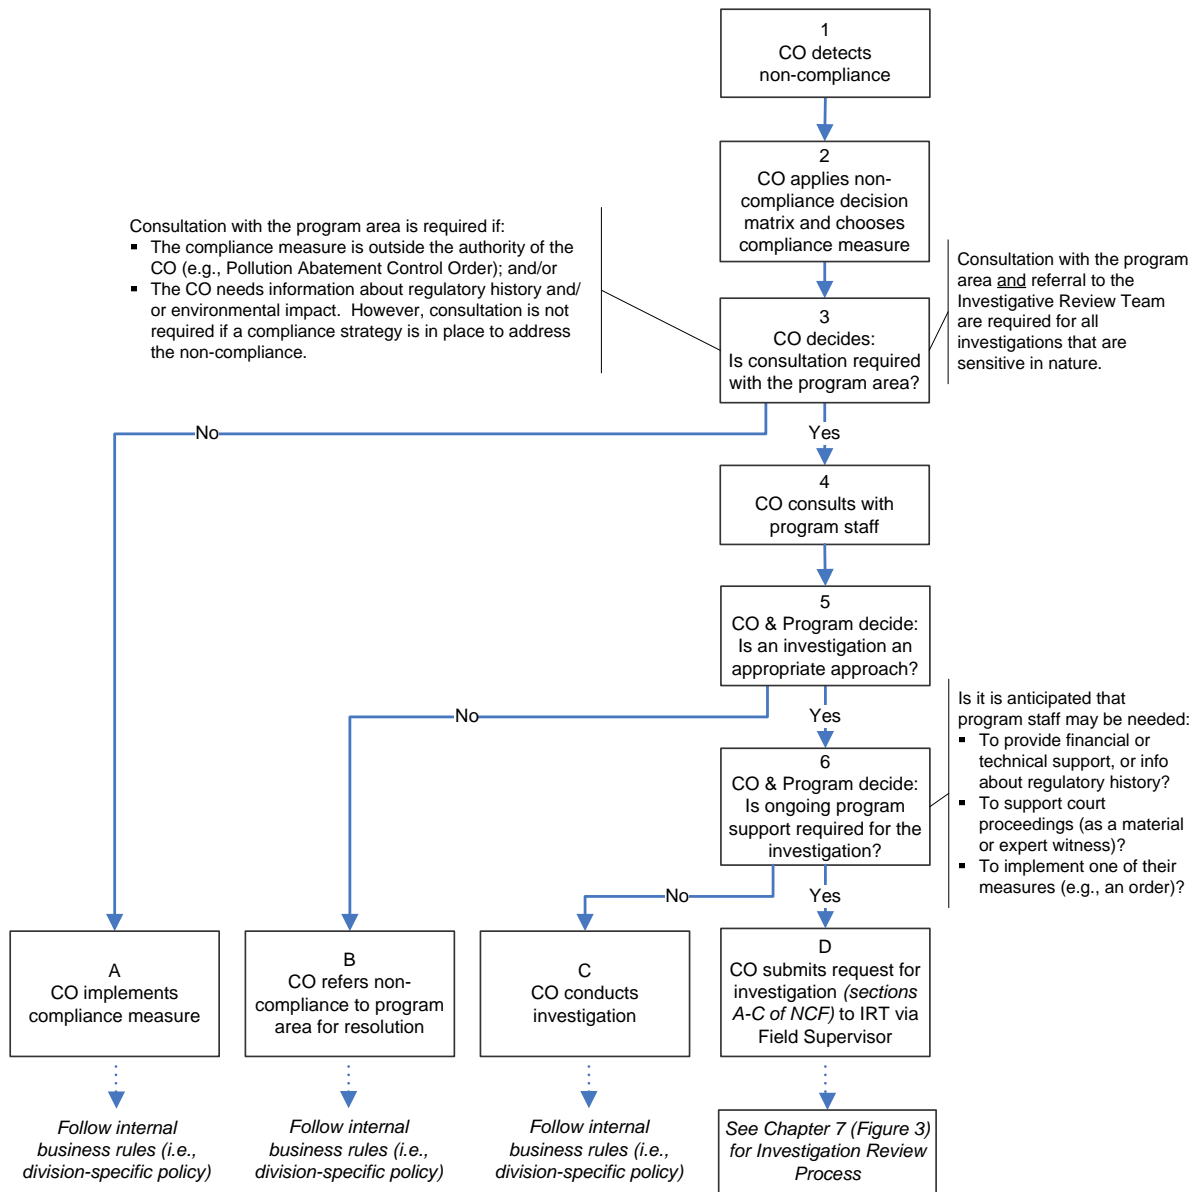 1
CO detects
non-compliance
2
CO applies non-
compliance decision
matrix and chooses
compliance measure
Consultation with the program area is required if:
▪ The compliance measure is outside the authority of the
CO (e.g., Pollution Abatement Control Order); and/or
▪ The CO needs information about regulatory history and/
or environmental impact.  However, consultation is not
required if a compliance strategy is in place to address
the non-compliance.
Consultation with the program
area and referral to the
Investigative Review Team
are required for all
investigations that are
sensitive in nature.
3
CO decides:
Is consultation required
with the program area?
No
Yes
4
CO consults with
program staff
5
CO & Program decide:
Is an investigation an
appropriate approach?
No
Yes
6
CO & Program decide:
Is ongoing program
support required for the
investigation?
Is it is anticipated that
program staff may be needed:
▪ To provide financial or
technical support, or info
about regulatory history?
▪ To support court
proceedings (as a material
or expert witness)?
▪ To implement one of their
measures (e.g., an order)?
No
Yes
A
CO implements
compliance measure
B
CO refers non-
compliance to program
area for resolution
C
CO conducts
investigation
D
CO submits request for
investigation (sections
A-C of NCF) to IRT via
Field Supervisor
Follow internal
business rules (i.e.,
division-specific policy)
Follow internal
business rules (i.e.,
division-specific policy)
Follow internal
business rules (i.e.,
division-specific policy)
See Chapter 7 (Figure 3)
for Investigation Review
Process